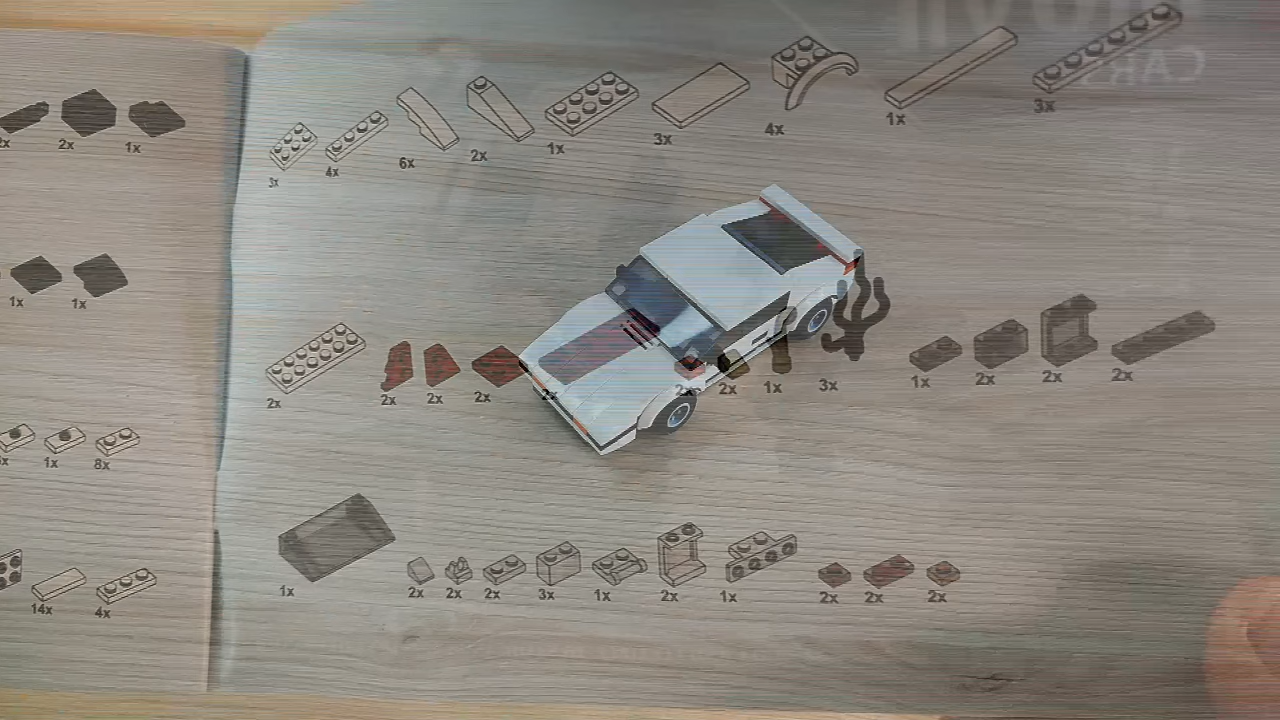 2x 2x 1x
3x 4x 6x 2x 1x 3x 4x 1x 3x
1x 1x
2x 2x 2x 2x 2x 2x 2x 1x 3x 1x 2x 2x 2x
1x 8x
1x 2x 2x 2x 3x 1x 2x 1x 2x 2x 2x
14x 4x